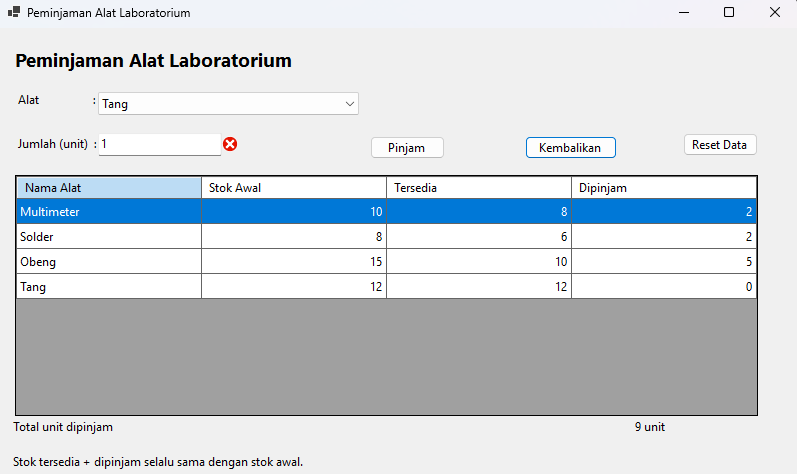 Peminjaman Alat Laboratorium
Peminjaman Alat Laboratorium
Alat : Tang
Jumlah (unit) : 1 Pinjam Kembalikan Reset Data
Nama Alat Stok Awal Tersedia Dipinjam
Multimeter 10 8 2
Solder 8 6 2
Obeng 15 10 5
Tang 12 12 0
Total unit dipinjam 9 unit
Stok tersedia + dipinjam selalu sama dengan stok awal.